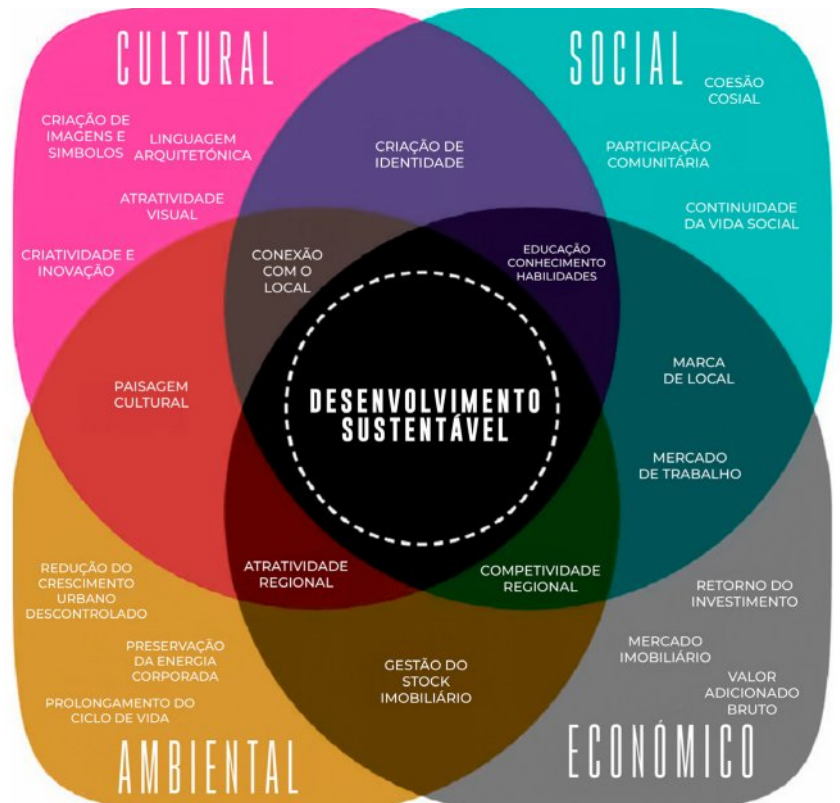 CULTURAL
SOCIAL
CRIAÇÃO DE
IMAGENS E
SIMBOLOS
LINGUAGEM
ARQUITETÓNICA
ATRATIVIDADE
VISUAL
CRIATIVIDADE E
INOVAÇÃO
CRIAÇÃO DE
IDENTIDADE
COESÃO
COSIAL
PARTICIPAÇÃO
COMUNITÁRIA
CONTINUIDADE
DA VIDA SOCIAL
CONEXÃO
COM O
LOCAL
EDUCAÇÃO
CONHECIMENTO
HABILIDADES
PAISAGEM
CULTURAL
DESENVOLVIMENTO
SUSTENTÁVEL
MARCA
DE LOCAL
MERCADO
DE TRABALHO
ATRATIVIDADE
REGIONAL
COMPETIVIDADE
REGIONAL
REDUÇÃO DO
CRESCIMENTO
URBANO
DESCONTROLADO
PRESERVAÇÃO
DA ENERGIA
CORPORADA
PROLONGAMENTO DO
CICLO DE VIDA
GESTÃO DO
STOCK
IMOBILIÁRIO
RETORNO DO
INVESTIMENTO
MERCADO
IMOBILIÁRIO
VALOR
ADICIONADO
BRUTO
AMBIENTAL
ECONÓMICO